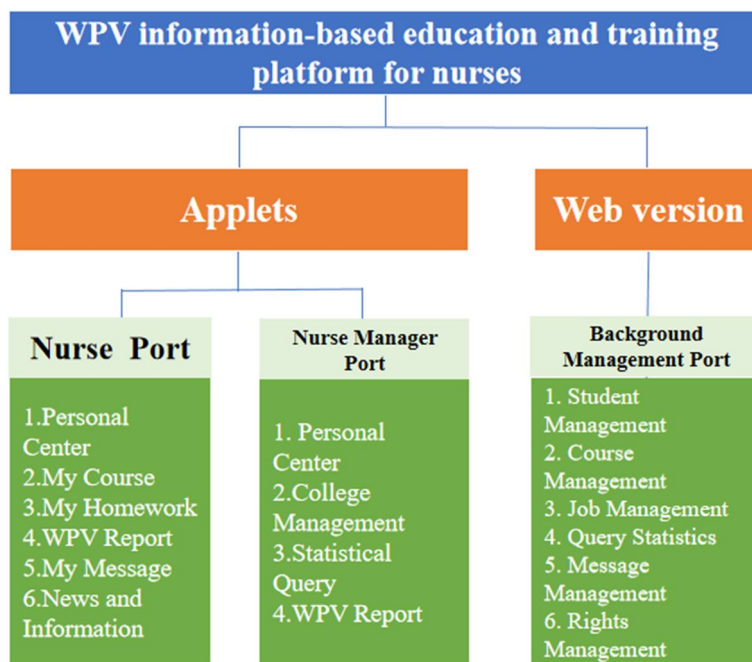 WPV information-based education and training
platform for nurses
Applets
Web version
Nurse Port
1.Personal
Center
2.My Course
3.My Homework
4.WPV Report
5.My Message
6.News and
Information
Nurse Manager
Port
1. Personal
Center
2.College
Management
3.Statistical
Query
4.WPV Report
Background
Management Port
1. Student
Management
2. Course
Management
3. Job Management
4. Query Statistics
5. Message
Management
6. Rights
Management